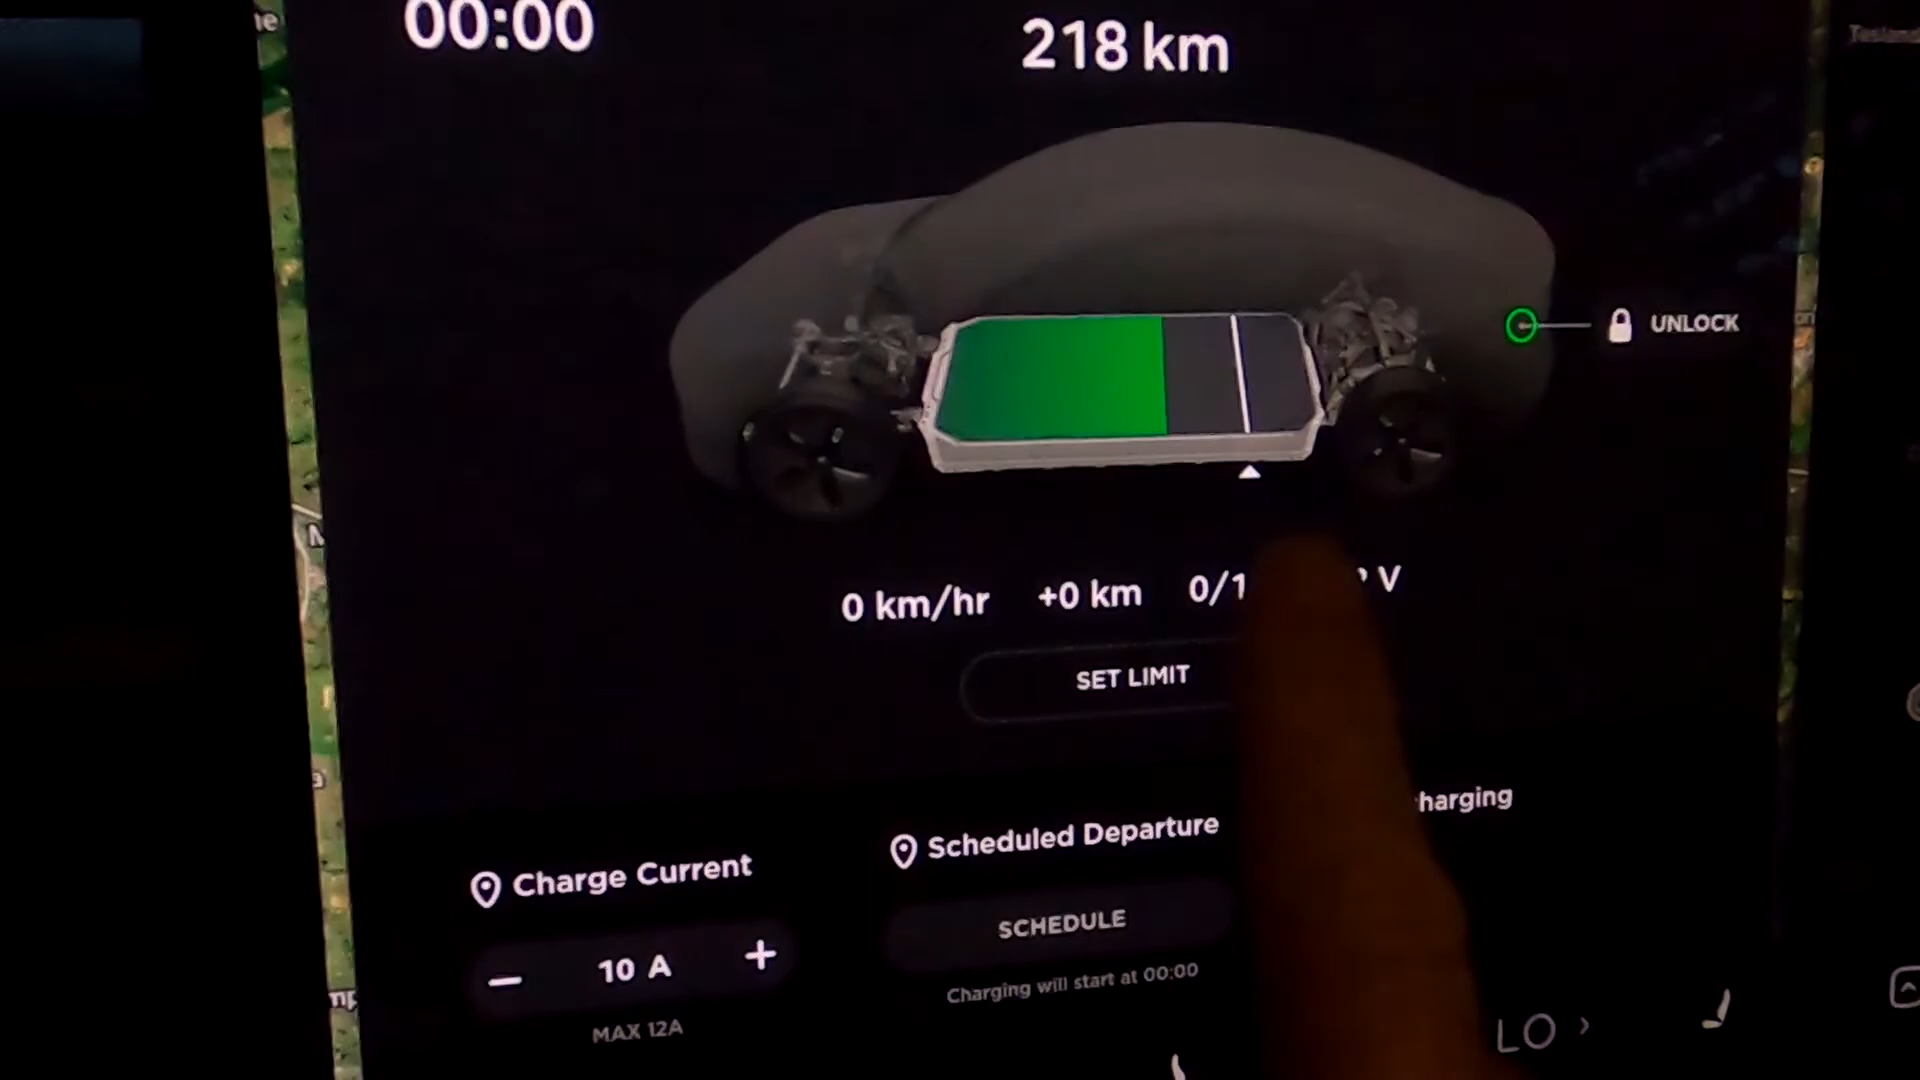 00:00
218 km
UNLOCK
0 km/hr +0 km 0/1 V
SET LIMIT
harging
Scheduled Departure
Charge Current
SCHEDULE
10 A
Charging will start at 00:00
MAX 12A
LO